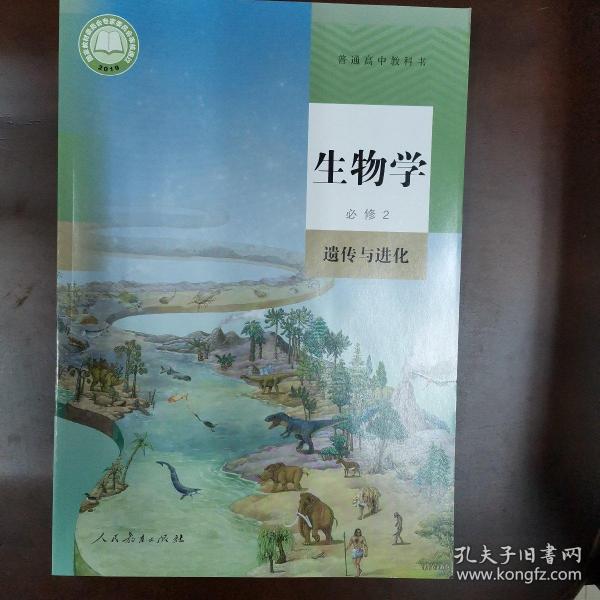 普通高中教科书
生物学
必修2
遗传与进化
2019
人民教育出版社
孔夫子旧书网
www.kongfz.com